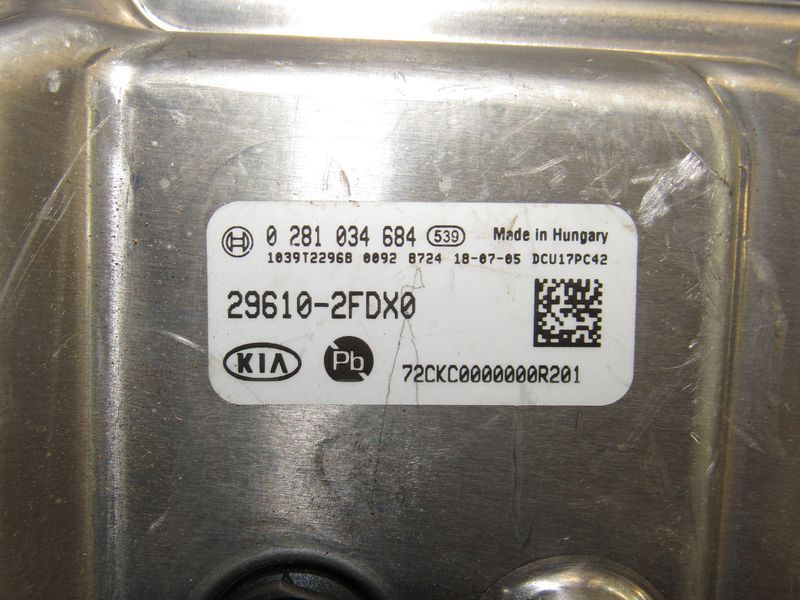 0 281 034 684 539 Made in Hungary
1039T22968 0092 8724 18-07-05 DCU17PC42
29610-2FDX0
KIA Pb 72CKC0000000R201